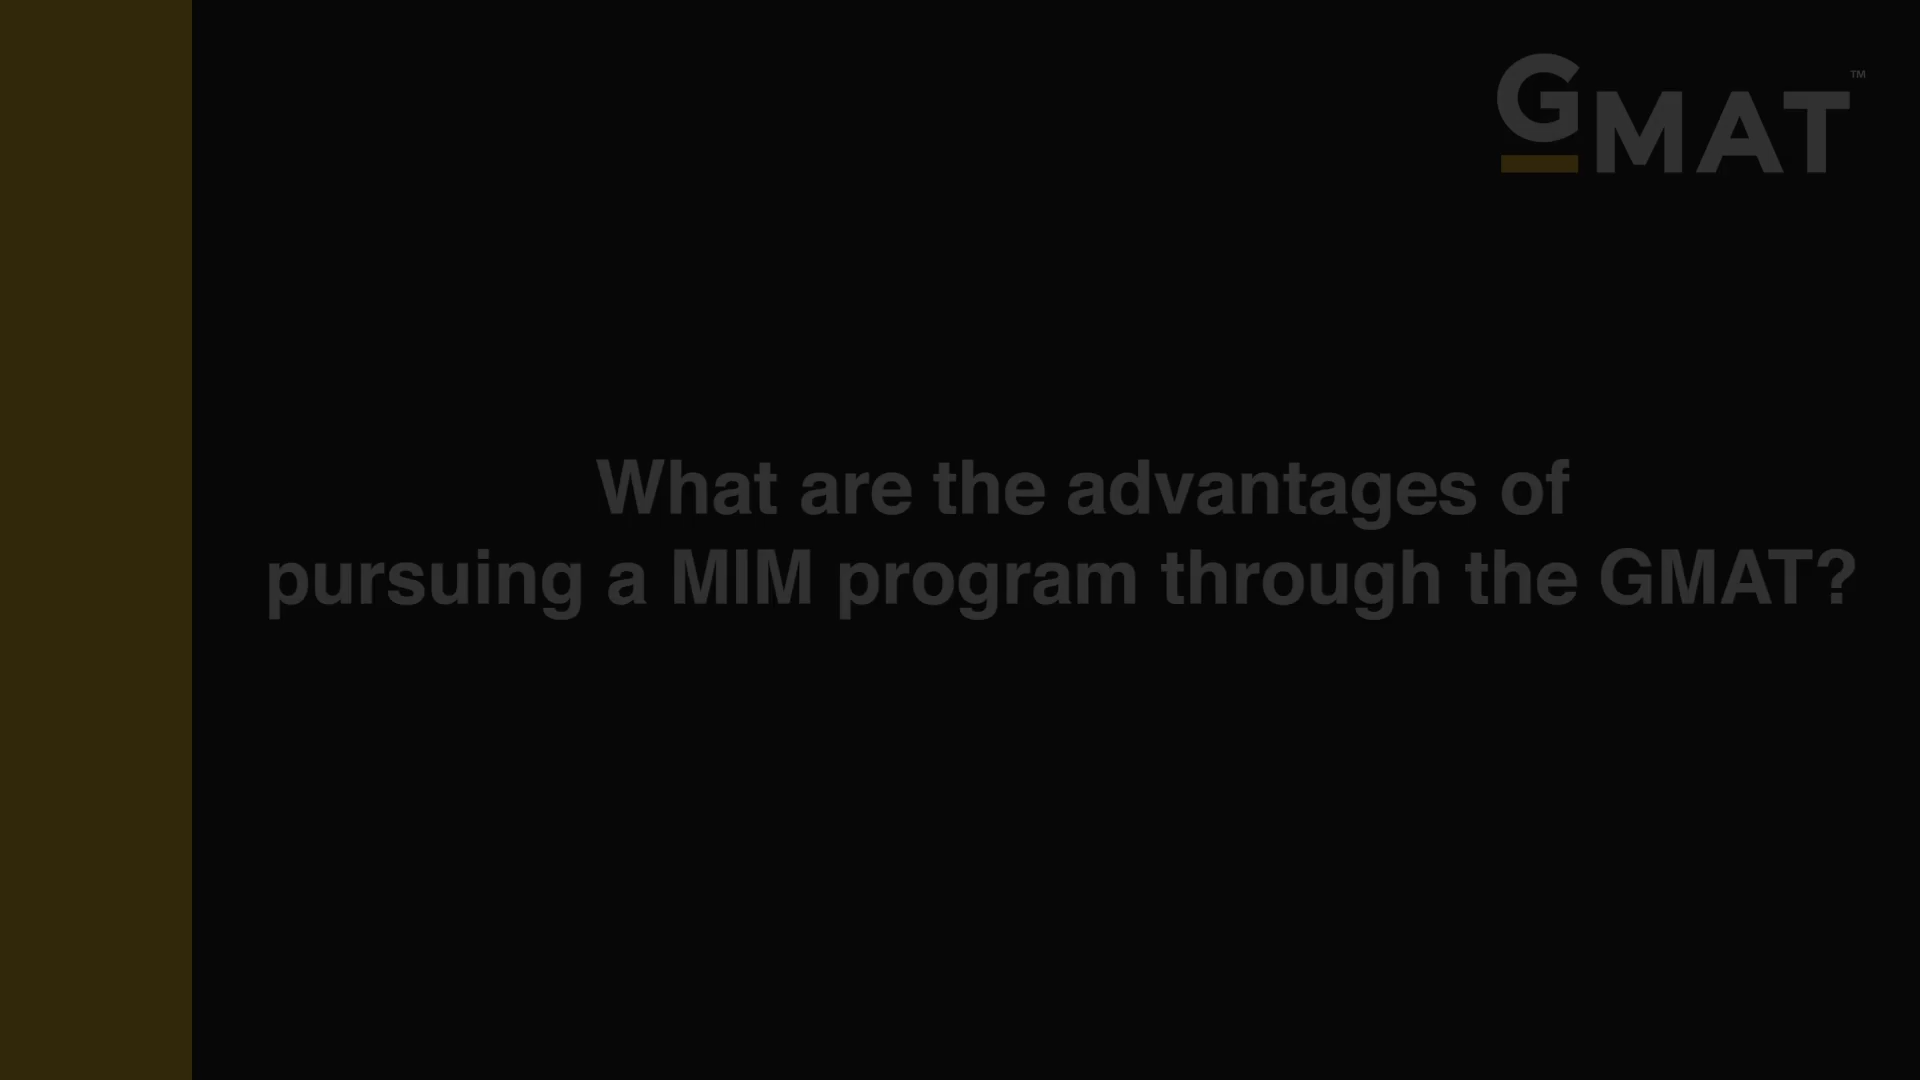 GMAT™
What are the advantages of
pursuing a MIM program through the GMAT?